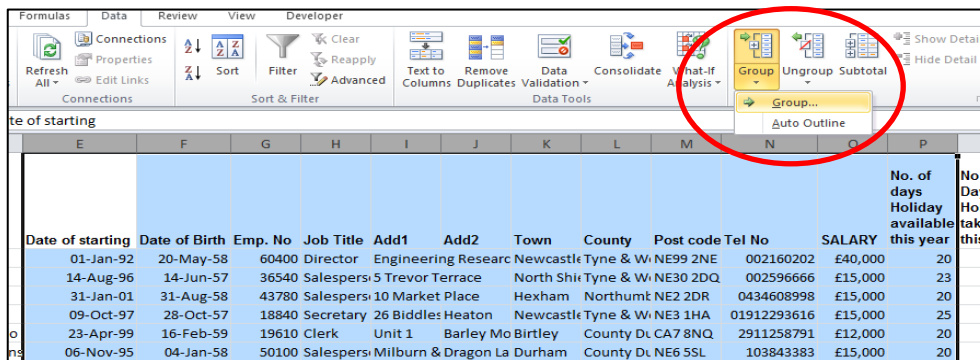 Formulas Data Review View Developer
Connections
Properties
Edit Links
Refresh All
Connections
Sort
Filter
Clear
Reapply
Advanced
Sort & Filter
Text to Columns
Remove Duplicates
Data Validation
Consolidate
What-If Analysis
Data Tools
Group
Ungroup
Subtotal
Show Detai
Hide Detail
Group...
Auto Outline
te of starting
E F G H I J K L M N O P
Date of starting Date of Birth Emp. No Job Title Add1 Add2 Town County Post code Tel No SALARY No. of days Holiday available this year
01-Jan-92 20-May-58 60400 Director Engineering Researc Newcastle Tyne & W NE99 2NE 002160202 £40,000 20
14-Aug-96 14-Jun-57 36540 Salespers 5 Trevor Terrace North Shie Tyne & W NE30 2DQ 002596666 £15,000 23
31-Jan-01 31-Aug-58 43780 Salespers 10 Market Place Hexham Northumb NE2 2DR 0434608998 £15,000 20
09-Oct-97 28-Oct-57 18840 Secretary 26 Biddles Heaton Newcastle Tyne & W NE3 1HA 01912293616 £15,000 25
o 23-Apr-99 16-Feb-59 19610 Clerk Unit 1 Barley Mo Birtley County Du CA7 8NQ 2911258791 £12,000 20
ns 06-Nov-95 04-Jan-58 50100 Salespers Milburn & Dragon La Durham County Du NE6 5SL 103843383 £15,000 20